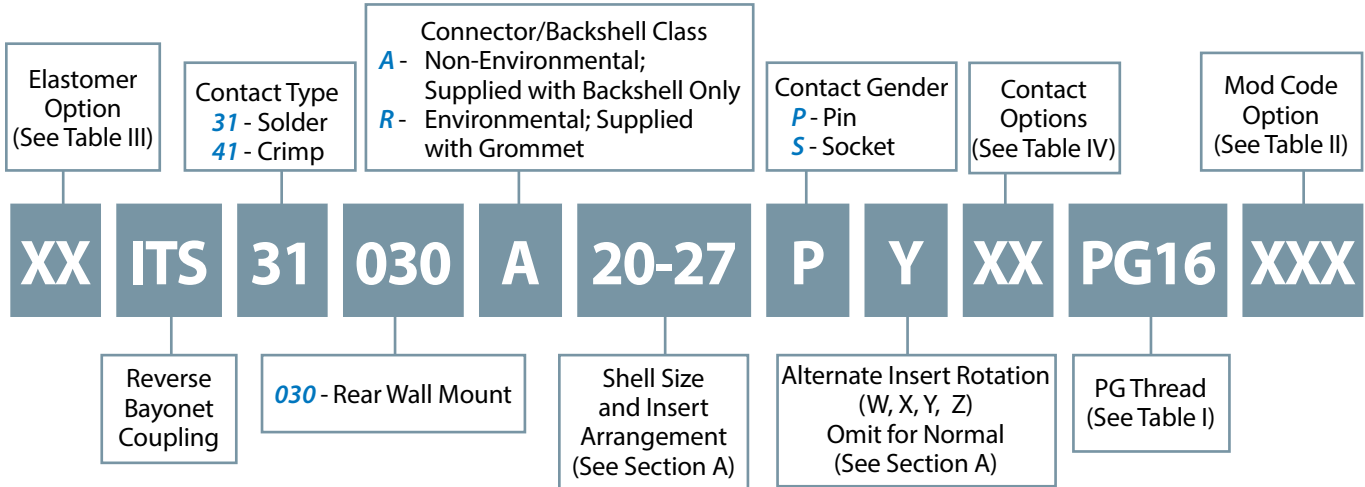 Elastomer
Option
(See Table III)
Contact Type
31 - Solder
41 - Crimp
Connector/Backshell Class
A - Non-Environmental;
Supplied with Backshell Only
R - Environmental; Supplied
with Grommet
Contact Gender
P - Pin
S - Socket
Contact
Options
(See Table IV)
Mod Code
Option
(See Table II)
XX ITS 31 030 A 20-27 P Y XX PG16 XXX
Reverse
Bayonet
Coupling
030 - Rear Wall Mount
Shell Size
and Insert
Arrangement
(See Section A)
Alternate Insert Rotation
(W, X, Y, Z)
Omit for Normal
(See Section A)
PG Thread
(See Table I)